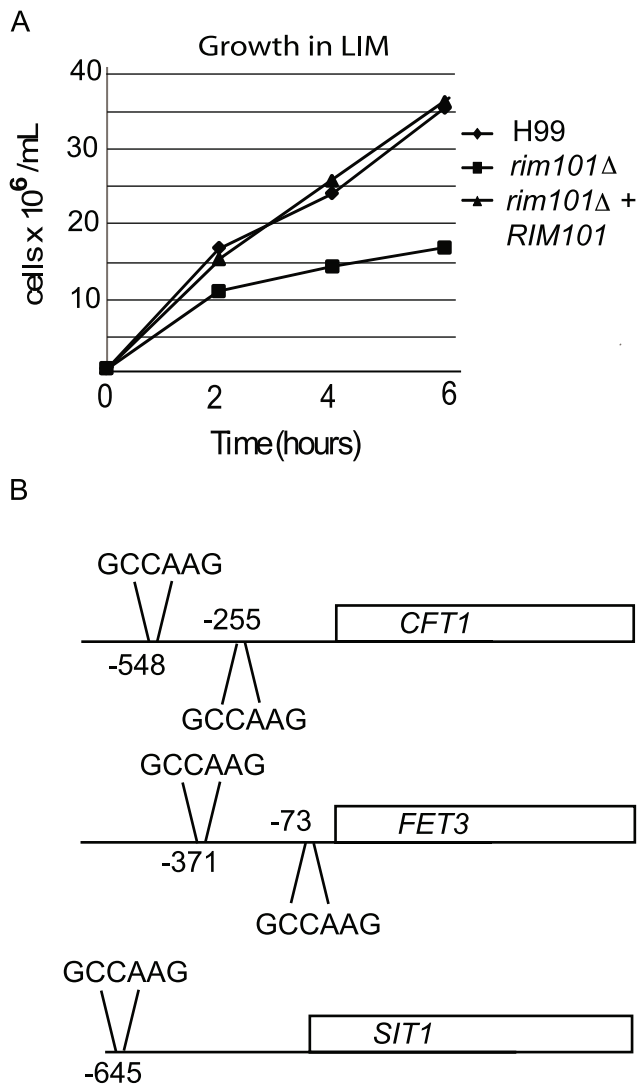 A
Growth in LIM
40
30
20
10
cells x 10⁶/mL
0 2 4 6
Time (hours)
H99
rim101Δ
rim101Δ +
RIM101
B
GCCAAG
-255
CFT1
-548
GCCAAG
GCCAAG
-73
FET3
-371
GCCAAG
GCCAAG
SIT1
-645